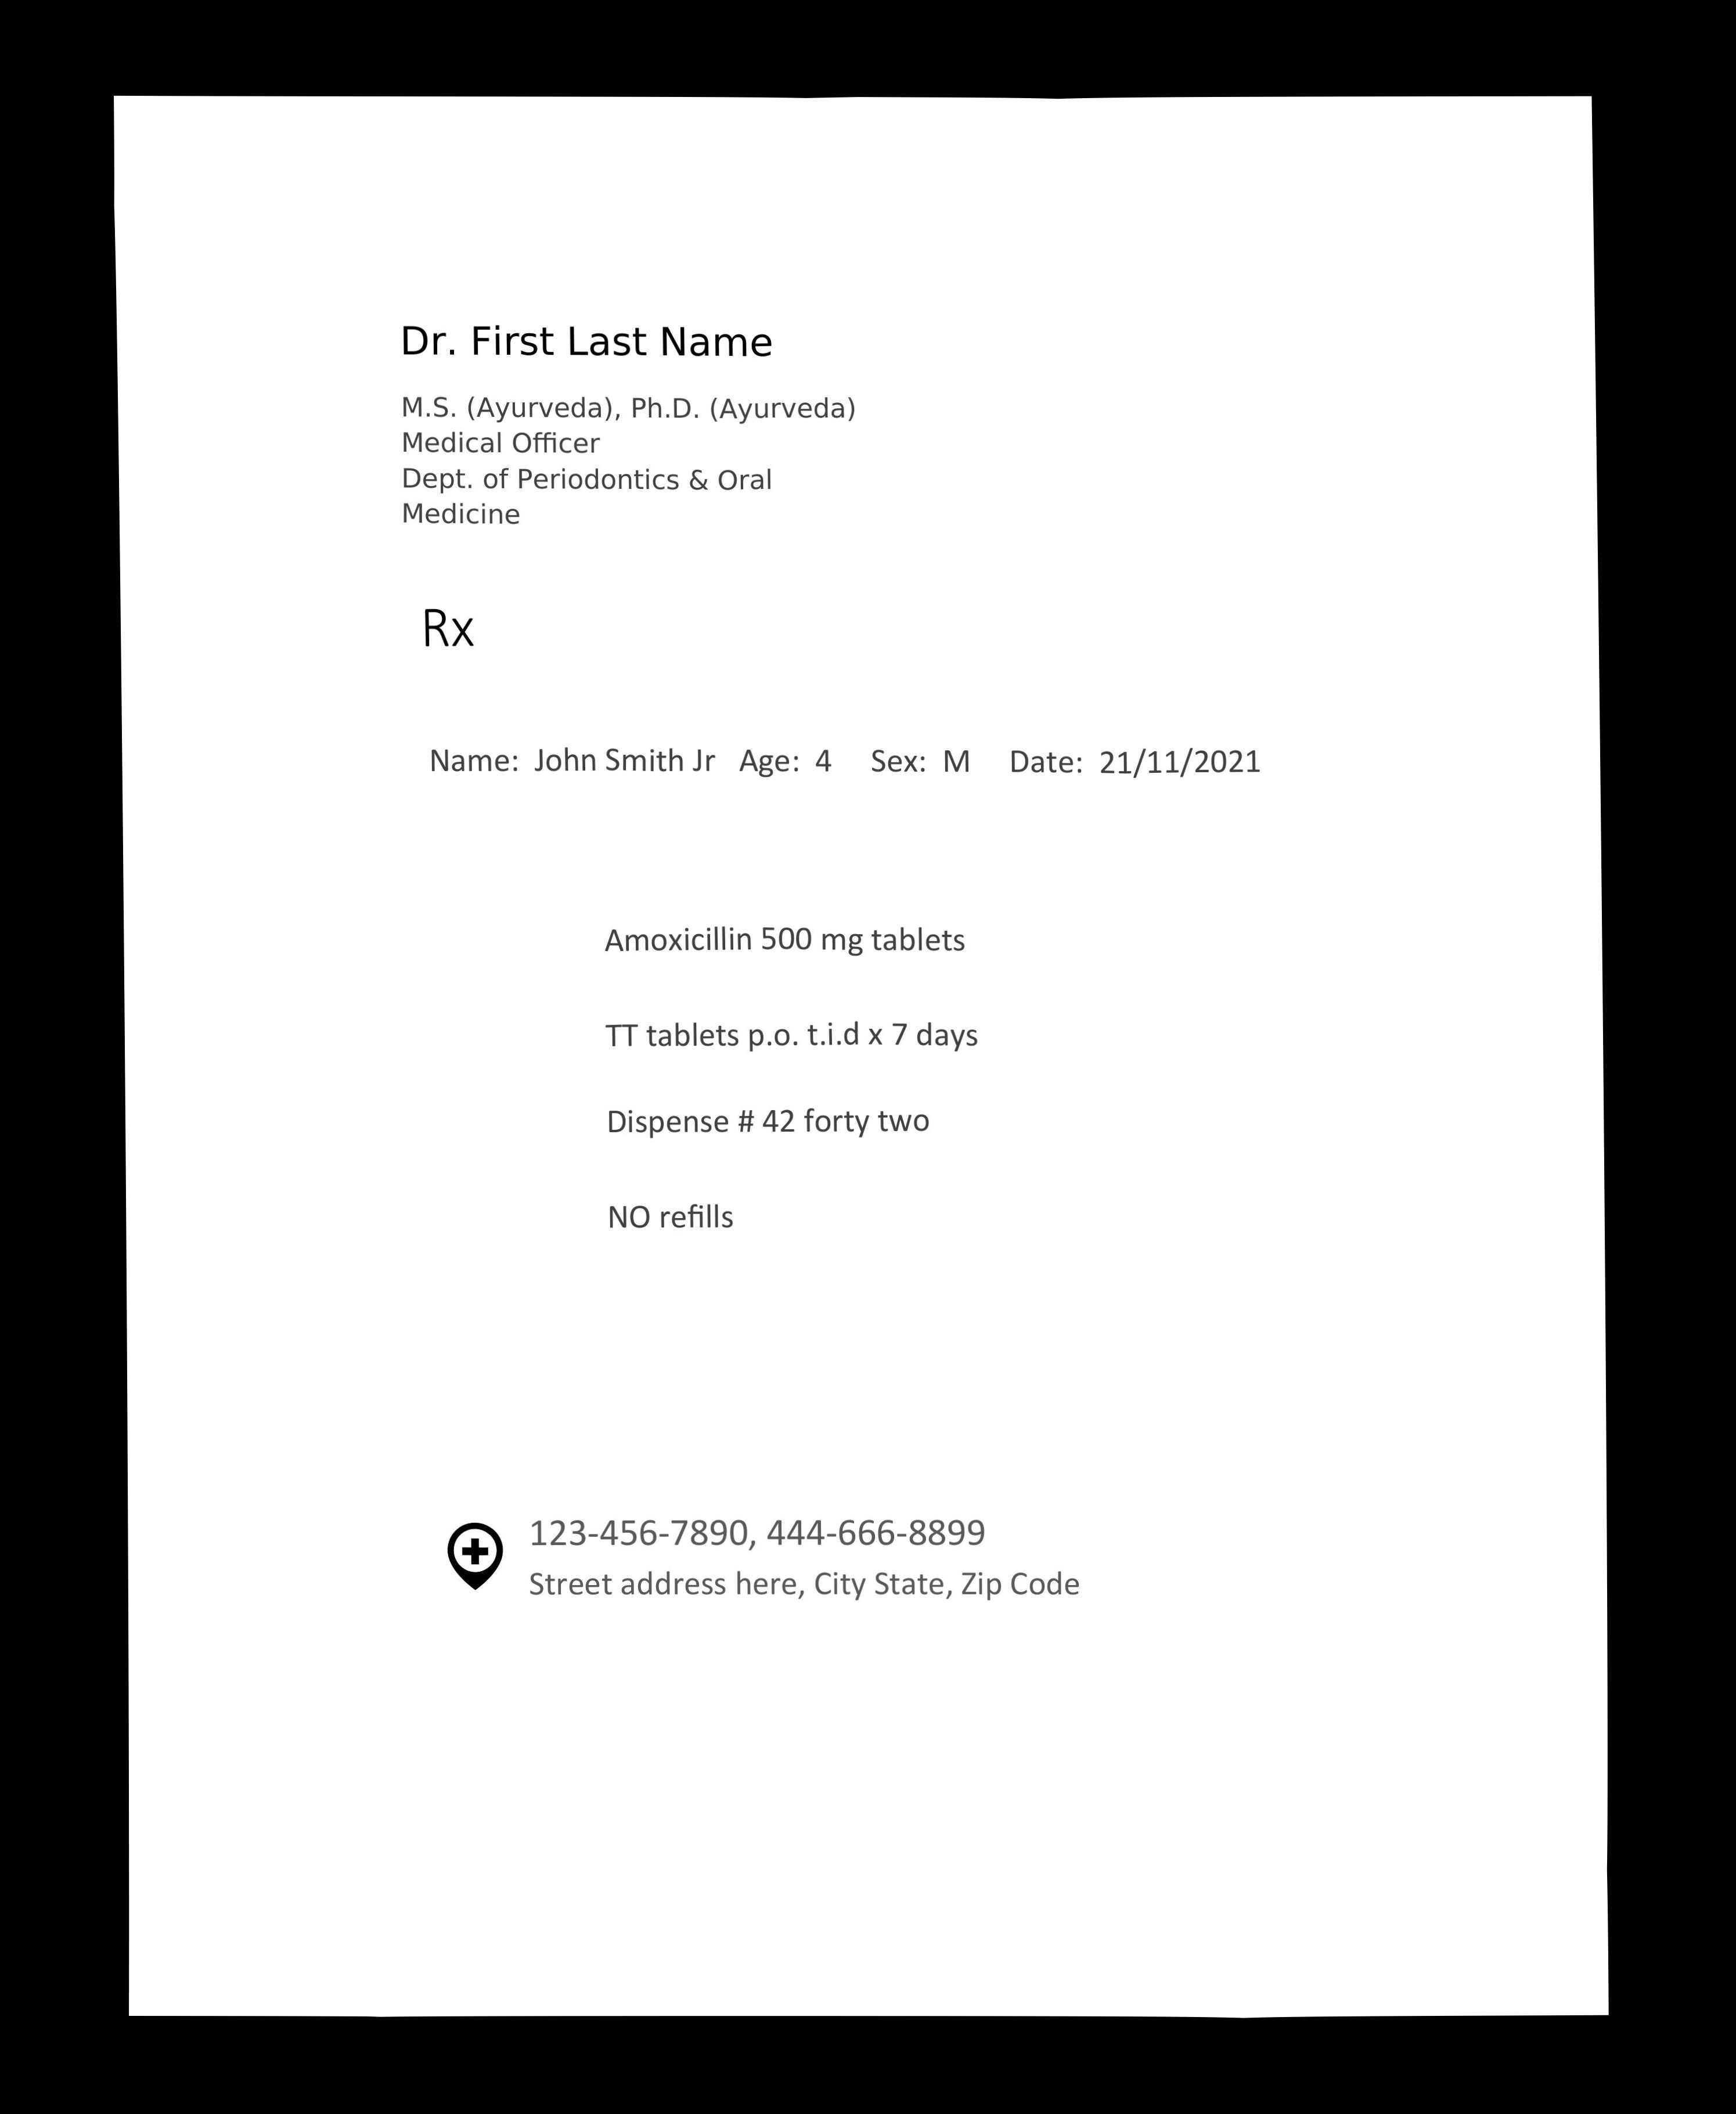 Dr. First Last Name
M.S. (Ayurveda), Ph.D. (Ayurveda)
Medical Officer
Dept. of Periodontics & Oral
Medicine
Rx
Name: John Smith Jr Age: 4 Sex: M Date: 21/11/2021
Amoxicillin 500 mg tablets
TT tablets p.o. t.i.d x 7 days
Dispense # 42 forty two
NO refills
123-456-7890, 444-666-8899
Street address here, City State, Zip Code